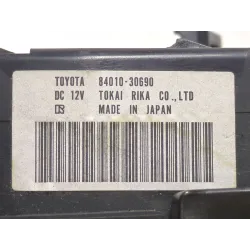 TOYOTA 84010-30690
DC 12V TOKAI RIKA CO.,LTD
MADE IN JAPAN